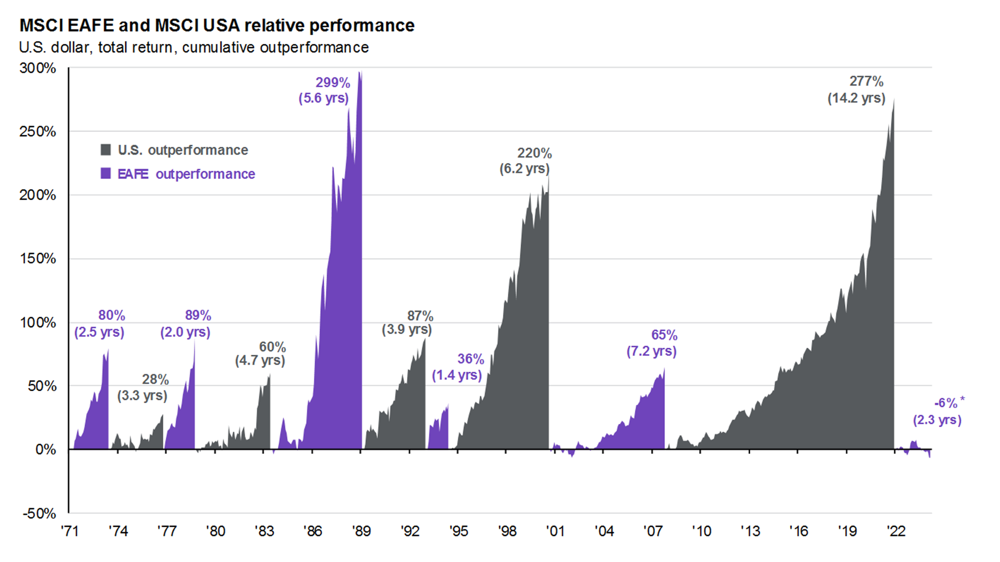 MSCI EAFE and MSCI USA relative performance
U.S. dollar, total return, cumulative outperformance
300%
250%
200%
150%
100%
50%
0%
-50%
U.S. outperformance
EAFE outperformance
80%
(2.5 yrs)
28%
(3.3 yrs)
89%
(2.0 yrs)
60%
(4.7 yrs)
299%
(5.6 yrs)
87%
(3.9 yrs)
36%
(1.4 yrs)
220%
(6.2 yrs)
65%
(7.2 yrs)
277%
(14.2 yrs)
-6% *
(2.3 yrs)
'71 '74 '77 '80 '83 '86 '89 '92 '95 '98 '01 '04 '07 '10 '13 '16 '19 '22